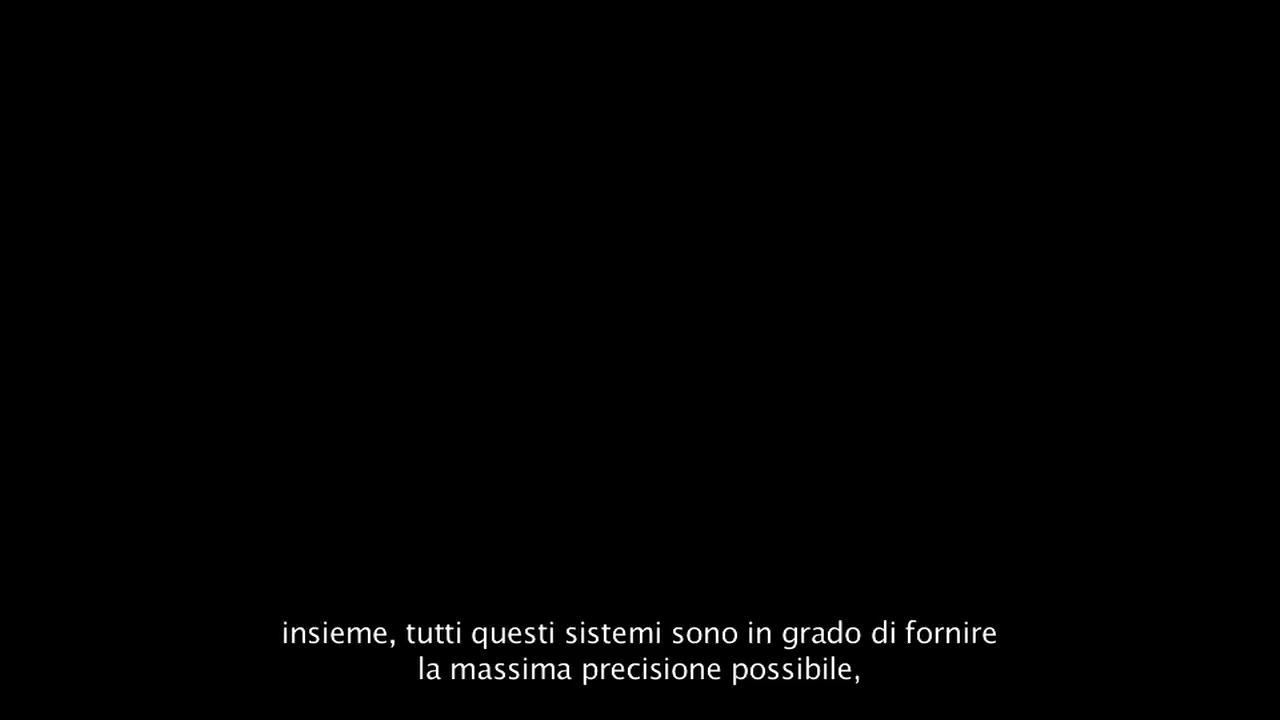 insieme, tutti questi sistemi sono in grado di fornire
la massima precisione possibile,